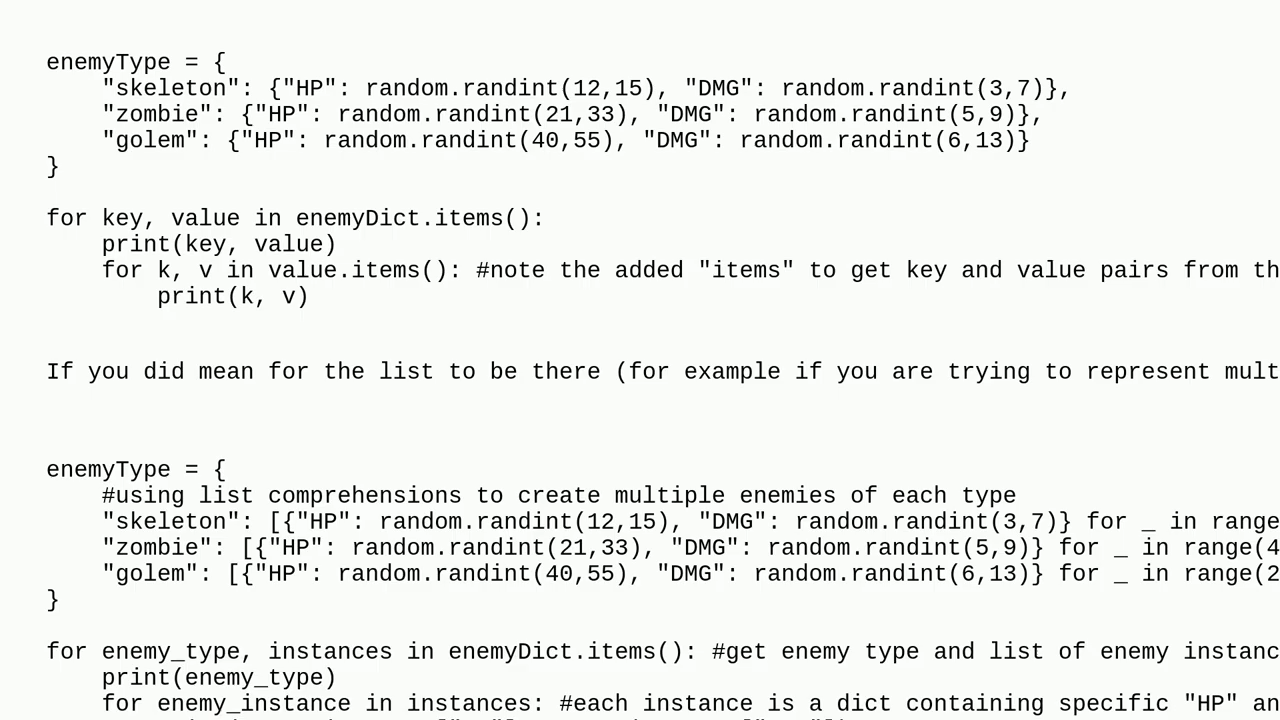 enemyType = {
    "skeleton": {"HP": random.randint(12,15), "DMG": random.randint(3,7)},
    "zombie": {"HP": random.randint(21,33), "DMG": random.randint(5,9)},
    "golem": {"HP": random.randint(40,55), "DMG": random.randint(6,13)}
}
for key, value in enemyDict.items():
    print(key, value)
    for k, v in value.items(): #note the added "items" to get key and value pairs from th
        print(k, v)
If you did mean for the list to be there (for example if you are trying to represent mult
enemyType = {
    #using list comprehensions to create multiple enemies of each type
    "skeleton": [{"HP": random.randint(12,15), "DMG": random.randint(3,7)} for _ in range
    "zombie": [{"HP": random.randint(21,33), "DMG": random.randint(5,9)} for _ in range(4
    "golem": [{"HP": random.randint(40,55), "DMG": random.randint(6,13)} for _ in range(2
}
for enemy_type, instances in enemyDict.items(): #get enemy type and list of enemy instanc
    print(enemy_type)
    for enemy_instance in instances: #each instance is a dict containing specific "HP" an